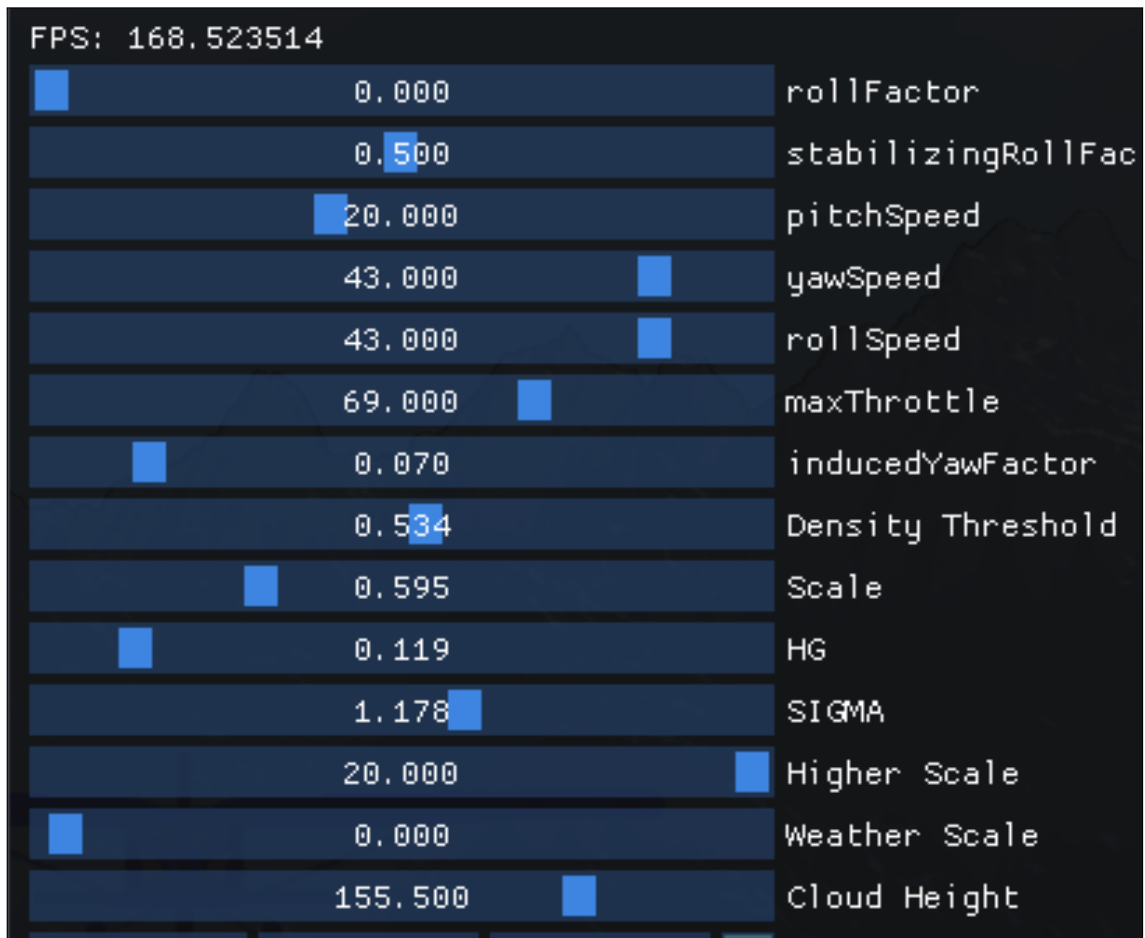 FPS: 168.523514
0.000 rollFactor
0.500 stabilizingRollFac
20.000 pitchSpeed
43.000 yawSpeed
43.000 rollSpeed
69.000 maxThrottle
0.070 inducedYawFactor
0.534 Density Threshold
0.595 Scale
0.119 HG
1.178 SIGMA
20.000 Higher Scale
0.000 Weather Scale
155.500 Cloud Height